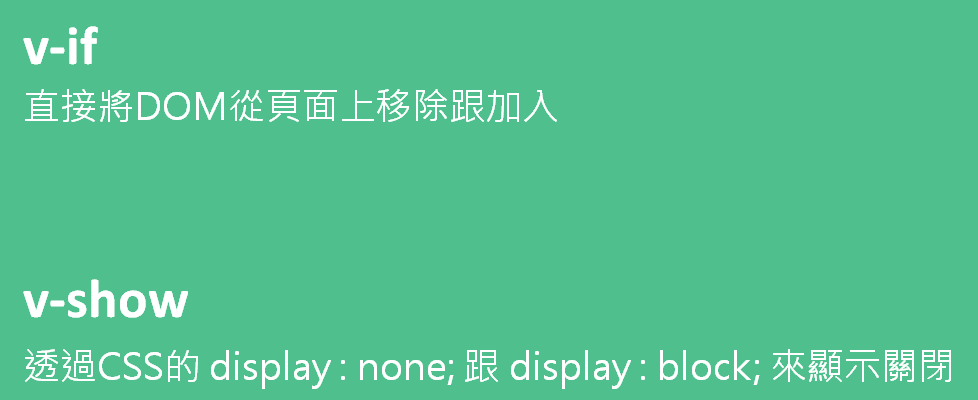 v-if
直接將DOM從頁面上移除跟加入
v-show
透過CSS的 display : none; 跟 display : block; 來顯示關閉